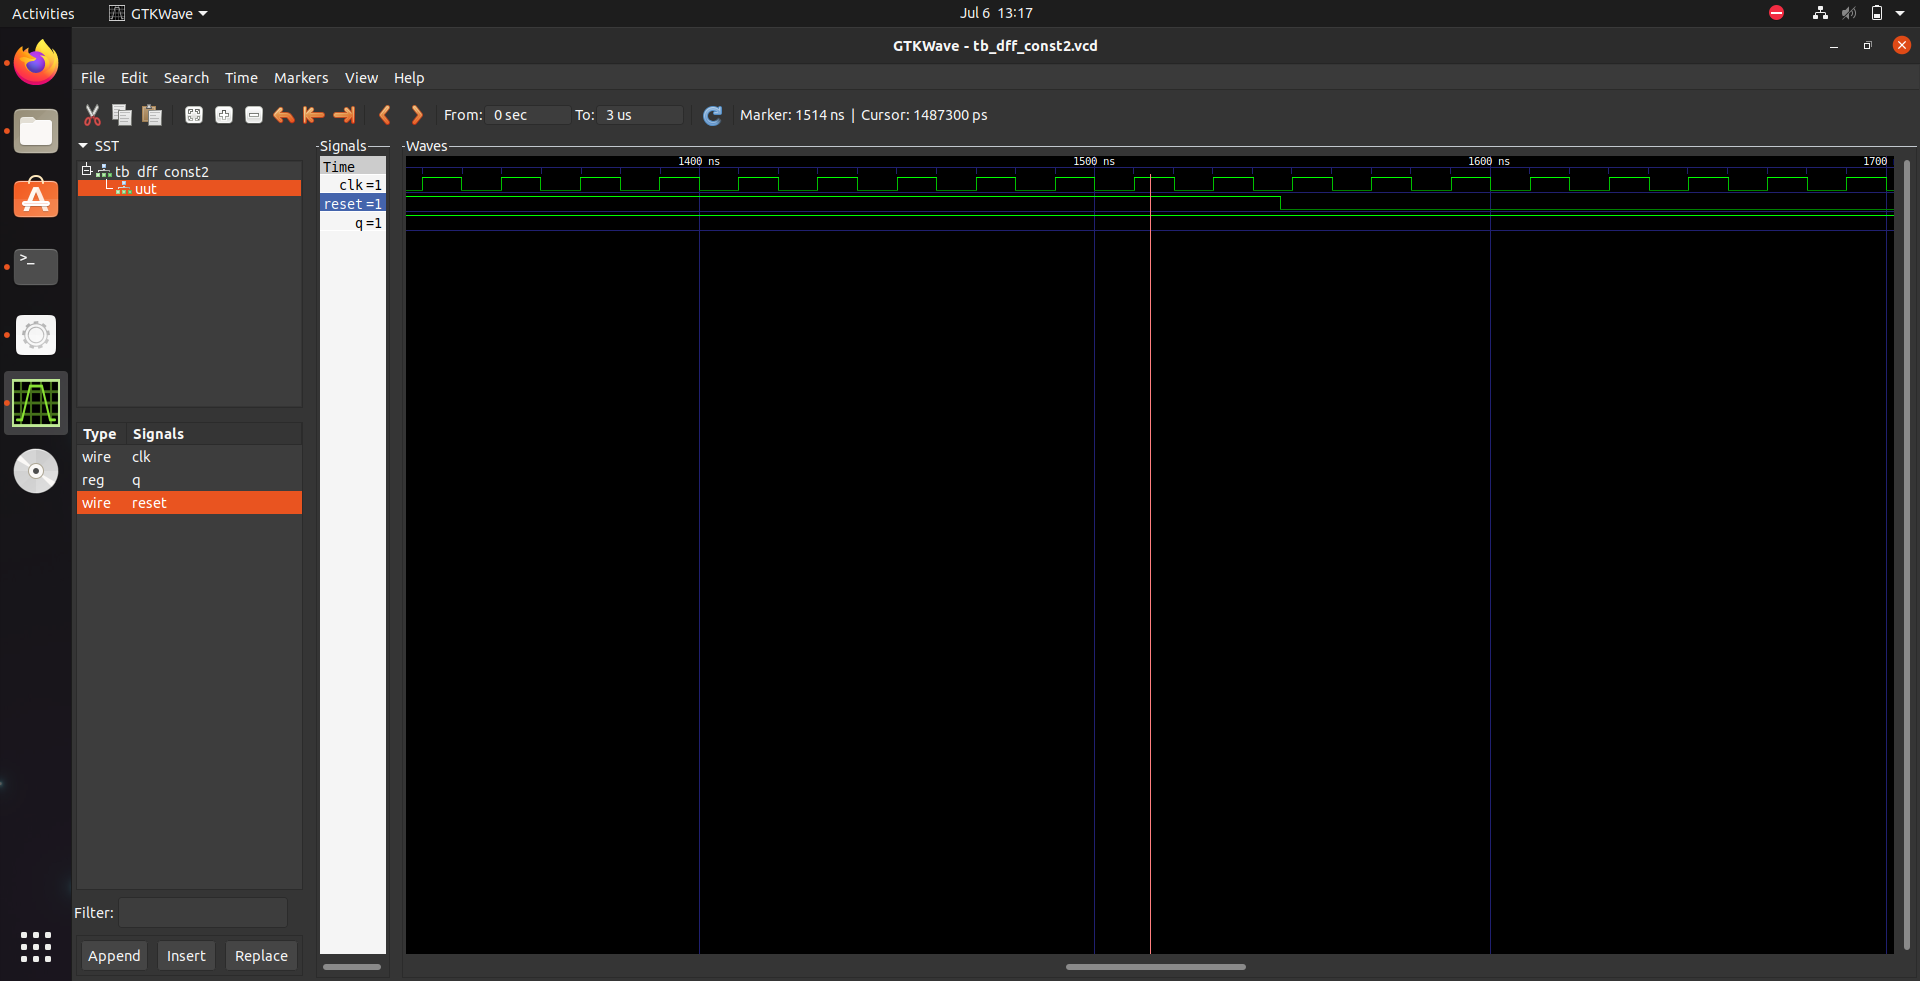 Activities
GTKWave
Jul 6 13:17
GTKWave - tb_dff_const2.vcd
File Edit Search Time Markers View Help
From: 0 sec To: 3 us
Marker: 1514 ns | Cursor: 1487300 ps
SST
tb_dff_const2
uut
Type Signals
wire clk
reg q
wire reset
Filter:
Append Insert Replace
Signals
Time
clk =1
reset =1
q =1
Waves
1400 ns 1500 ns 1600 ns 1700
>_